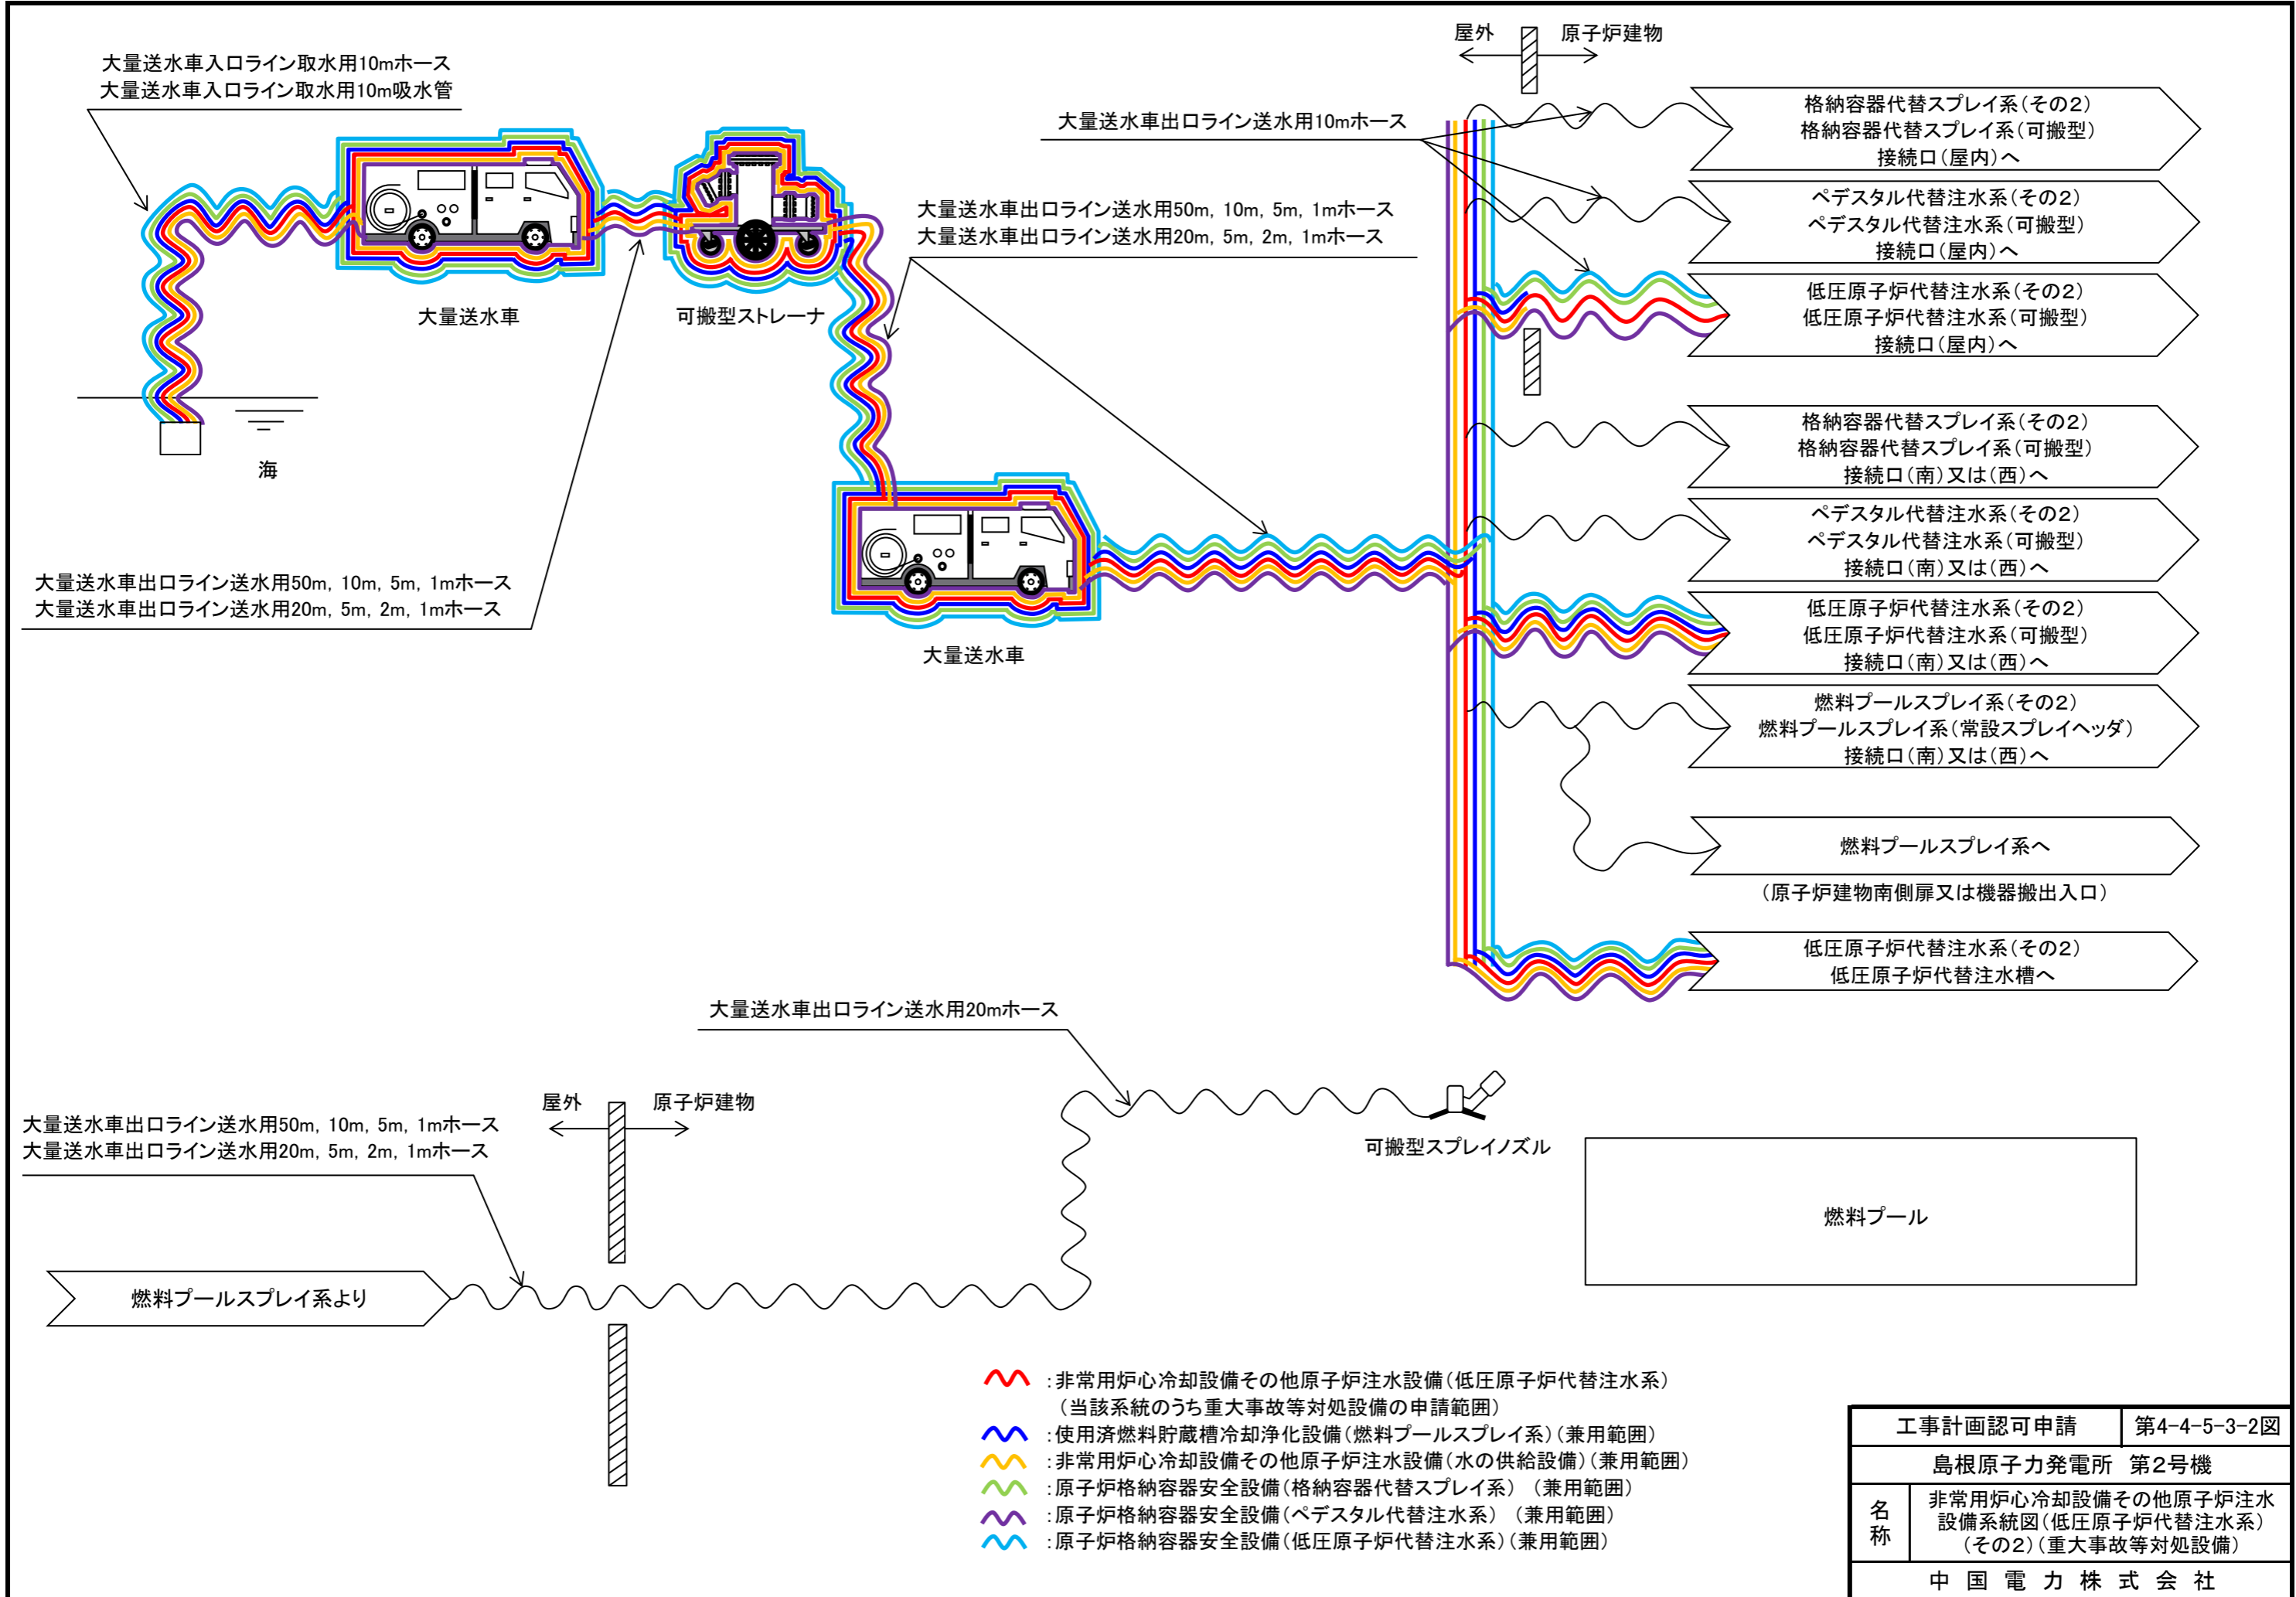 大量送水車入口ライン取水用10mホース
大量送水車入口ライン取水用10m吸水管
大量送水車
可搬型ストレーナ
海
大量送水車出口ライン送水用50m, 10m, 5m, 1mホース
大量送水車出口ライン送水用20m, 5m, 2m, 1mホース
大量送水車出口ライン送水用50m, 10m, 5m, 1mホース
大量送水車出口ライン送水用20m, 5m, 2m, 1mホース
大量送水車
大量送水車出口ライン送水用10mホース
屋外
原子炉建物
格納容器代替スプレイ系(その2)
格納容器代替スプレイ系(可搬型)
接続口(屋内)へ
ペデスタル代替注水系(その2)
ペデスタル代替注水系(可搬型)
接続口(屋内)へ
低圧原子炉代替注水系(その2)
低圧原子炉代替注水系(可搬型)
接続口(屋内)へ
格納容器代替スプレイ系(その2)
格納容器代替スプレイ系(可搬型)
接続口(南)又は(西)へ
ペデスタル代替注水系(その2)
ペデスタル代替注水系(可搬型)
接続口(南)又は(西)へ
低圧原子炉代替注水系(その2)
低圧原子炉代替注水系(可搬型)
接続口(南)又は(西)へ
燃料プールスプレイ系(その2)
燃料プールスプレイ系(常設スプレイヘッダ)
接続口(南)又は(西)へ
燃料プールスプレイ系へ
(原子炉建物南側扉又は機器搬出入口)
低圧原子炉代替注水系(その2)
低圧原子炉代替注水槽へ
大量送水車出口ライン送水用20mホース
屋外
原子炉建物
大量送水車出口ライン送水用50m, 10m, 5m, 1mホース
大量送水車出口ライン送水用20m, 5m, 2m, 1mホース
可搬型スプレイノズル
燃料プール
燃料プールスプレイ系より
:非常用炉心冷却設備その他原子炉注水設備(低圧原子炉代替注水系)
(当該系統のうち重大事故等対処設備の申請範囲)
:使用済燃料貯蔵槽冷却浄化設備(燃料プールスプレイ系)(兼用範囲)
:非常用炉心冷却設備その他原子炉注水設備(水の供給設備)(兼用範囲)
:原子炉格納容器安全設備(格納容器代替スプレイ系) (兼用範囲)
:原子炉格納容器安全設備(ペデスタル代替注水系) (兼用範囲)
:原子炉格納容器安全設備(低圧原子炉代替注水系)(兼用範囲)
工事計画認可申請 第4-4-5-3-2図
島根原子力発電所 第2号機
名称
非常用炉心冷却設備その他原子炉注水
設備系統図(低圧原子炉代替注水系)
(その2)(重大事故等対処設備)
中国電力株式会社